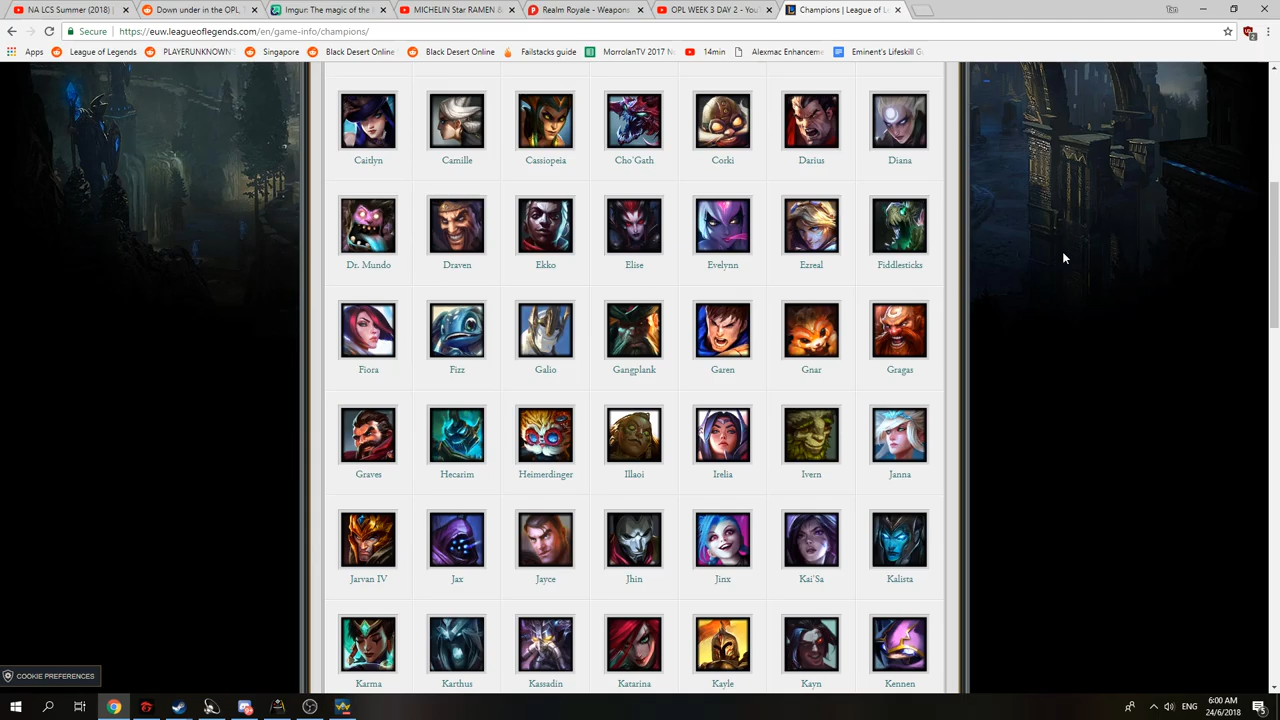 NA LCS Summer (2018) |
Down under in the OPL, T
Imgur: The magic of the I
MICHELIN Star RAMEN &
Realm Royale - Weapons
OPL WEEK 3 DAY 2 - You
Champions | League of L
Secure
https://euw.leagueoflegends.com/en/game-info/champions/
2
Apps
League of Legends
PLAYERUNKNOWN'
Singapore
Black Desert Online
Black Desert Online
Failstacks guide
MorrolanTV 2017 N
14min
Alexmac Enhanceme
Eminent's Lifeskill G
Caitlyn Camille Cassiopeia Cho'Gath Corki Darius Diana
Dr. Mundo Draven Ekko Elise Evelynn Ezreal Fiddlesticks
Fiora Fizz Galio Gangplank Garen Gnar Gragas
Graves Hecarim Heimerdinger Illaoi Irelia Ivern Janna
Jarvan IV Jax Jayce Jhin Jinx Kai'Sa Kalista
Karma Karthus Kassadin Katarina Kayle Kayn Kennen
COOKIE PREFERENCES
ENG
6:00 AM
24/6/2018
5